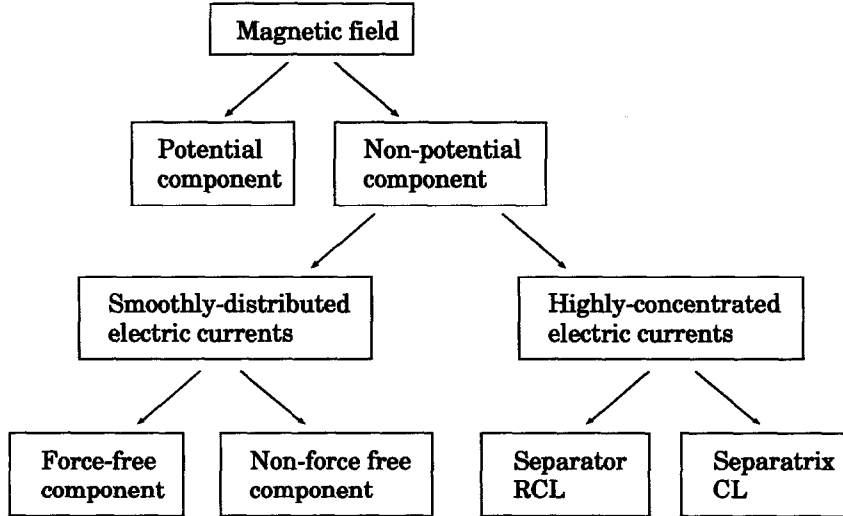 Magnetic field
Potential
component
Non-potential
component
Smoothly-distributed
electric currents
Highly-concentrated
electric currents
Force-free
component
Non-force free
component
Separator
RCL
Separatrix
CL